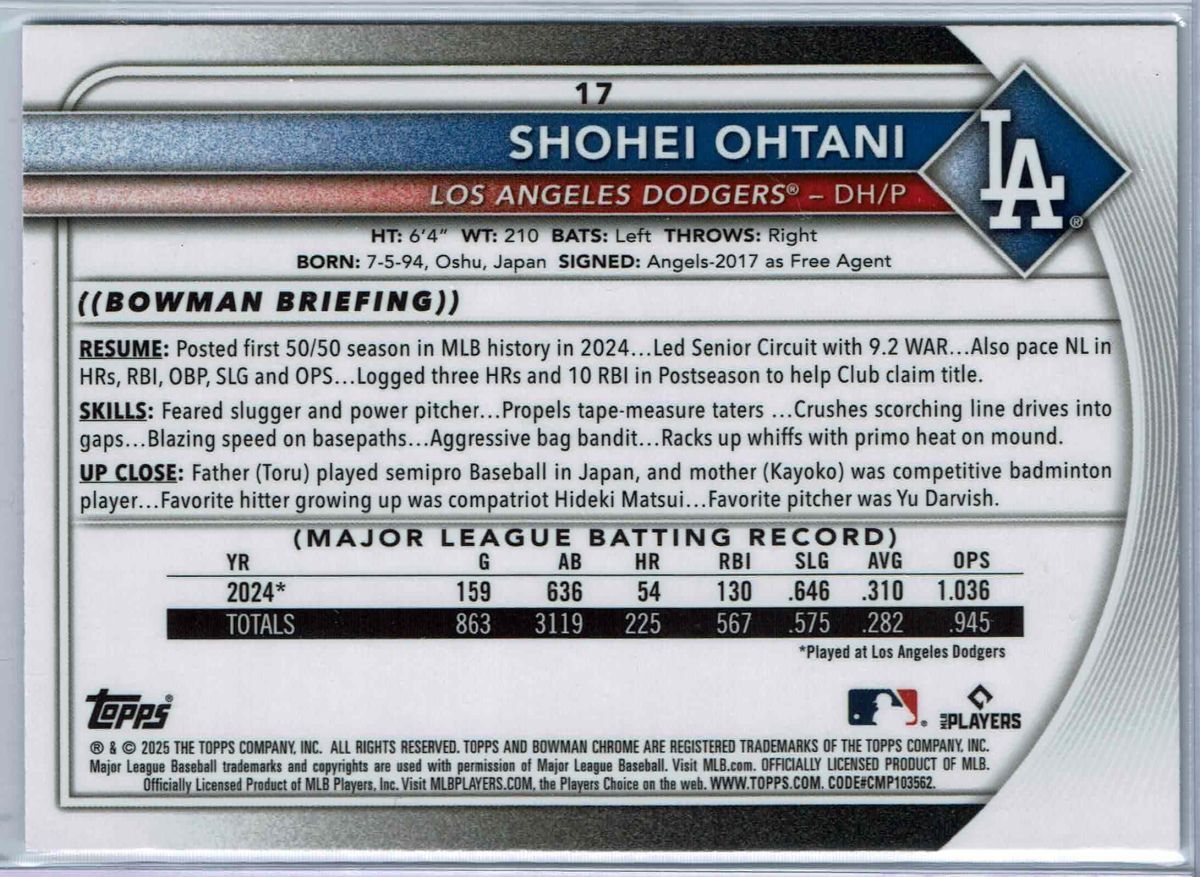 17
SHOHEI OHTANI
LOS ANGELES DODGERS® – DH/P
LA ®
HT: 6'4" WT: 210 BATS: Left THROWS: Right
BORN: 7-5-94, Oshu, Japan SIGNED: Angels-2017 as Free Agent
((BOWMAN BRIEFING))
RESUME: Posted first 50/50 season in MLB history in 2024...Led Senior Circuit with 9.2 WAR...Also pace NL in
HRs, RBI, OBP, SLG and OPS...Logged three HRs and 10 RBI in Postseason to help Club claim title.
SKILLS: Feared slugger and power pitcher...Propels tape-measure taters ...Crushes scorching line drives into
gaps...Blazing speed on basepaths...Aggressive bag bandit...Racks up whiffs with primo heat on mound.
UP CLOSE: Father (Toru) played semipro Baseball in Japan, and mother (Kayoko) was competitive badminton
player...Favorite hitter growing up was compatriot Hideki Matsui...Favorite pitcher was Yu Darvish.
(MAJOR LEAGUE BATTING RECORD)
YR G AB HR RBI SLG AVG OPS
2024* 159 636 54 130 .646 .310 1.036
TOTALS 863 3119 225 567 .575 .282 .945
*Played at Los Angeles Dodgers
TOPPS® ® MLB PLAYERS
® & © 2025 THE TOPPS COMPANY, INC. ALL RIGHTS RESERVED. TOPPS AND BOWMAN CHROME ARE REGISTERED TRADEMARKS OF THE TOPPS COMPANY, INC.
Major League Baseball trademarks and copyrights are used with permission of Major League Baseball. Visit MLB.com. OFFICIALLY LICENSED PRODUCT OF MLB.
Officially Licensed Product of MLB Players, Inc. Visit MLBPLAYERS.COM, the Players Choice on the web. WWW.TOPPS.COM. CODE#CMP103562.